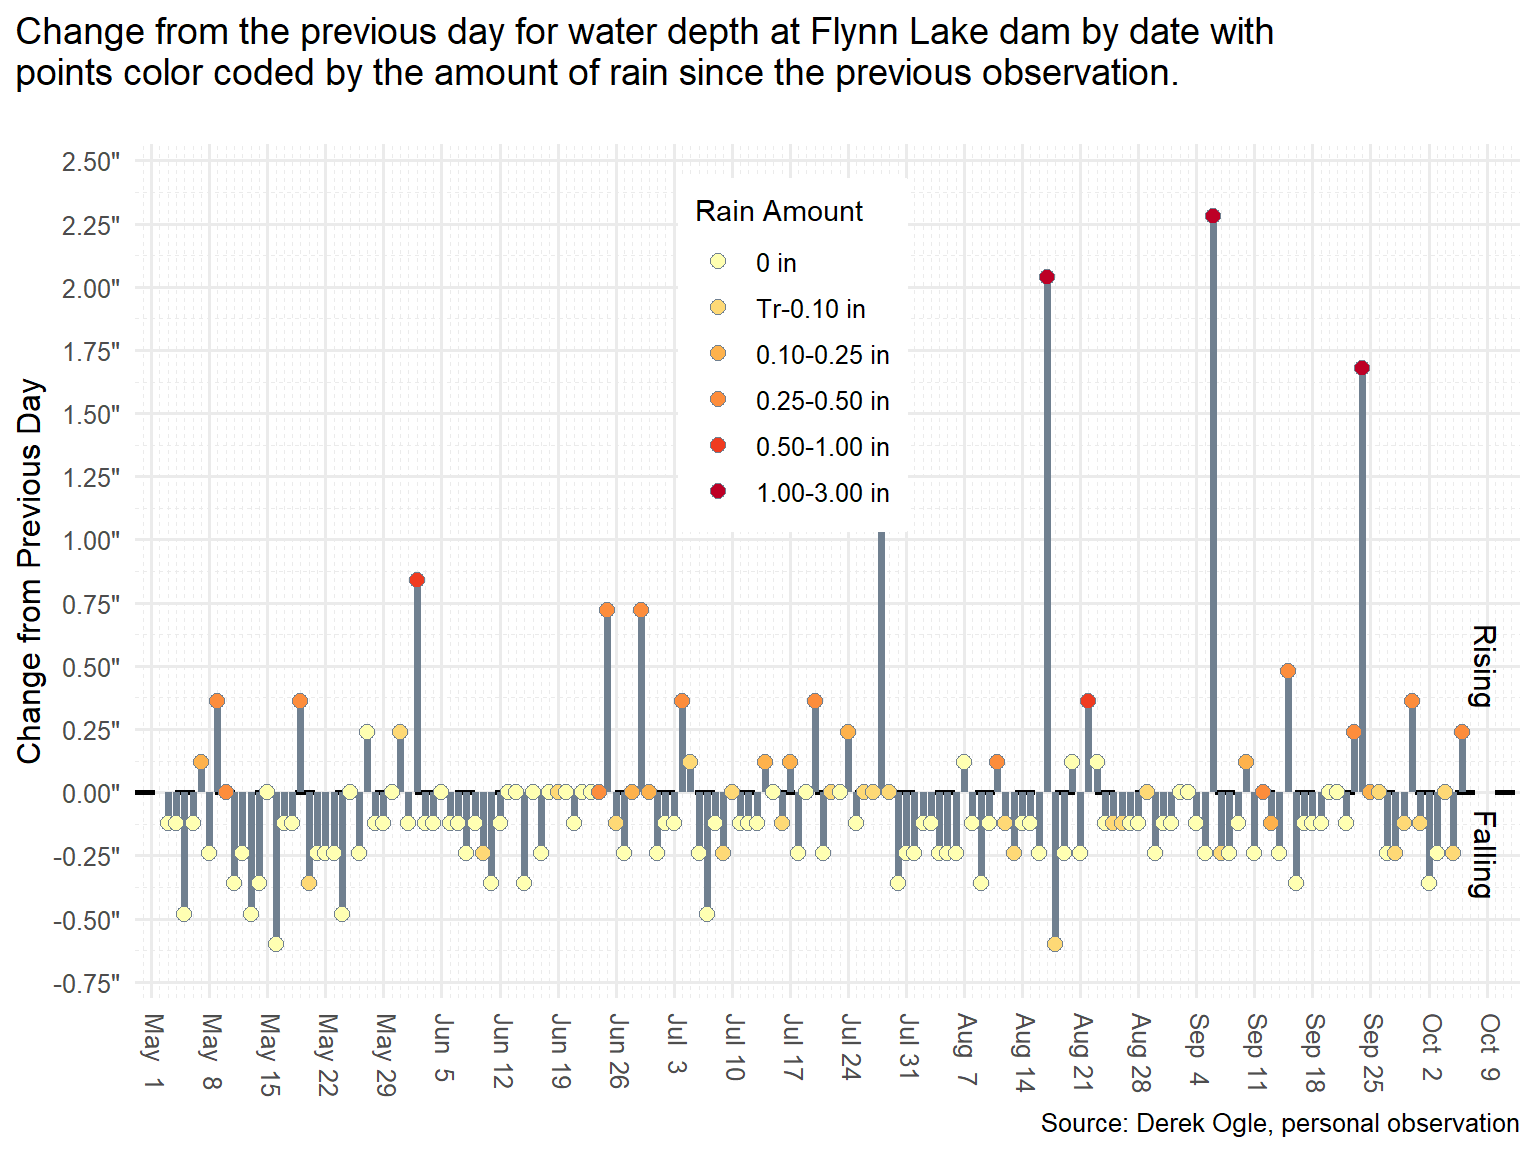 Change from the previous day for water depth at Flynn Lake dam by date with
points color coded by the amount of rain since the previous observation.
Change from Previous Day
2.50"
2.25"
2.00"
1.75"
1.50"
1.25"
1.00"
0.75"
0.50"
0.25"
0.00"
-0.25"
-0.50"
-0.75"
Rain Amount
0 in
Tr-0.10 in
0.10-0.25 in
0.25-0.50 in
0.50-1.00 in
1.00-3.00 in
Rising
Falling
May 1
May 8
May 15
May 22
May 29
Jun 5
Jun 12
Jun 19
Jun 26
Jul 3
Jul 10
Jul 17
Jul 24
Jul 31
Aug 7
Aug 14
Aug 21
Aug 28
Sep 4
Sep 11
Sep 18
Sep 25
Oct 2
Oct 9
Source: Derek Ogle, personal observation